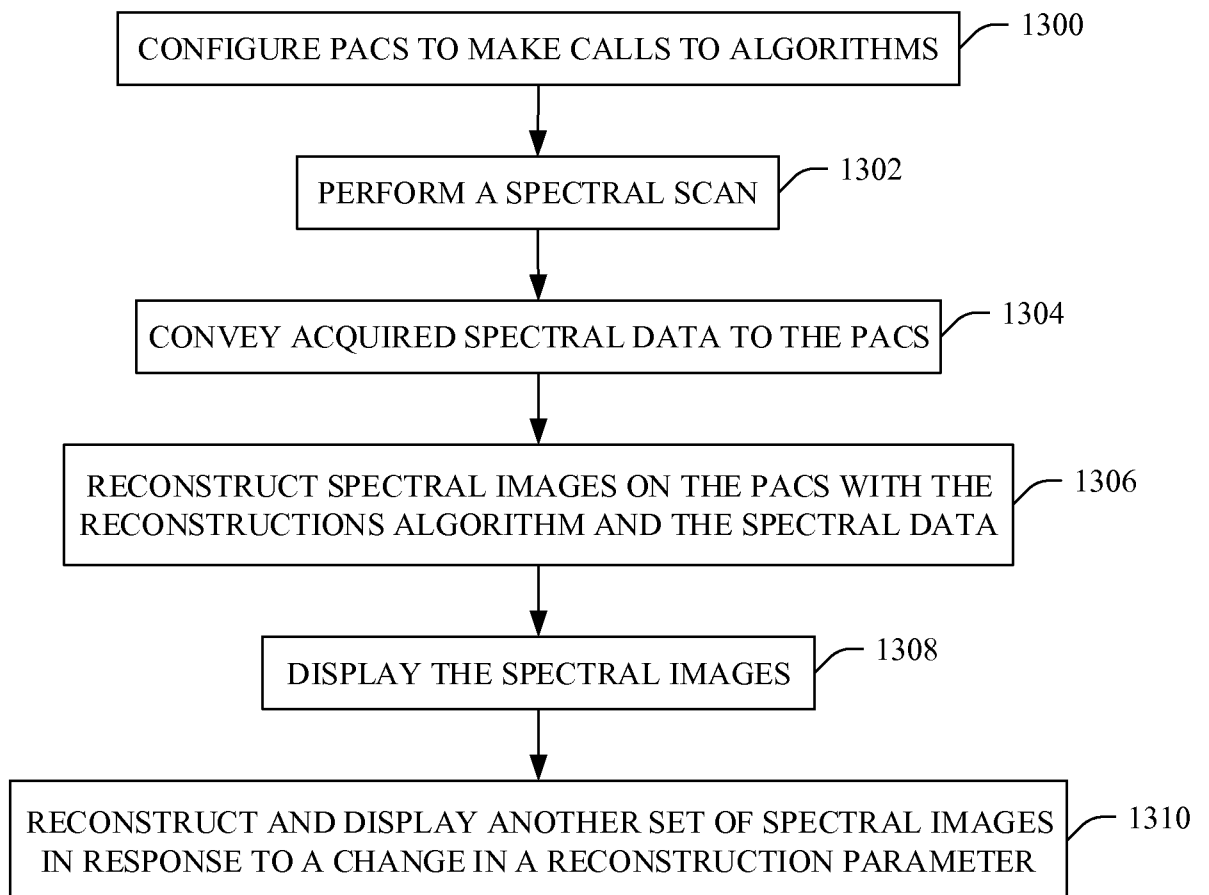 CONFIGURE PACS TO MAKE CALLS TO ALGORITHMS
1300
PERFORM A SPECTRAL SCAN
1302
CONVEY ACQUIRED SPECTRAL DATA TO THE PACS
1304
RECONSTRUCT SPECTRAL IMAGES ON THE PACS WITH THE
RECONSTRUCTIONS ALGORITHM AND THE SPECTRAL DATA
1306
DISPLAY THE SPECTRAL IMAGES
1308
RECONSTRUCT AND DISPLAY ANOTHER SET OF SPECTRAL IMAGES
IN RESPONSE TO A CHANGE IN A RECONSTRUCTION PARAMETER
1310